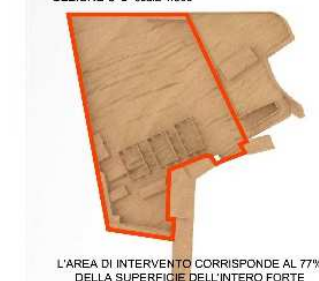 L'AREA DI INTERVENTO CORRISPONDE AL 77%
DELLA SUPERFICIE DELL'INTERO FORTE